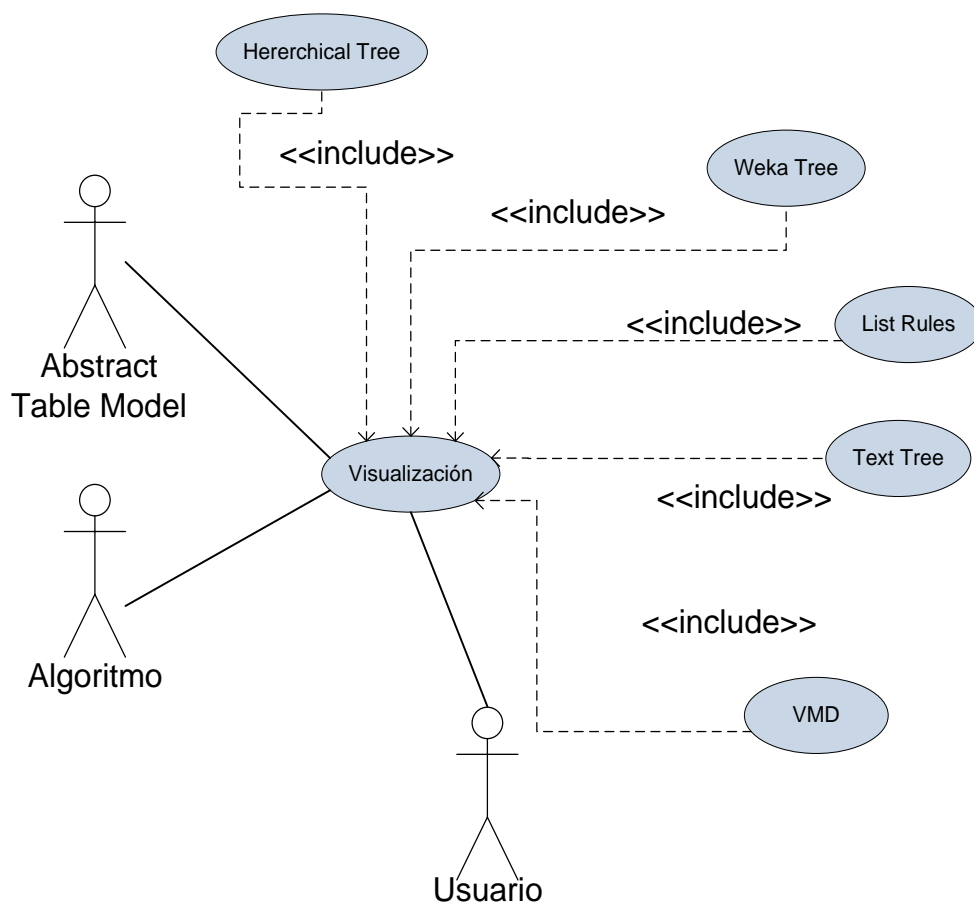 Hererchical Tree
<<include>>
Weka Tree
<<include>>
List Rules
<<include>>
Abstract
Table Model
Visualización
Text Tree
<<include>>
Algoritmo
<<include>>
VMD
Usuario